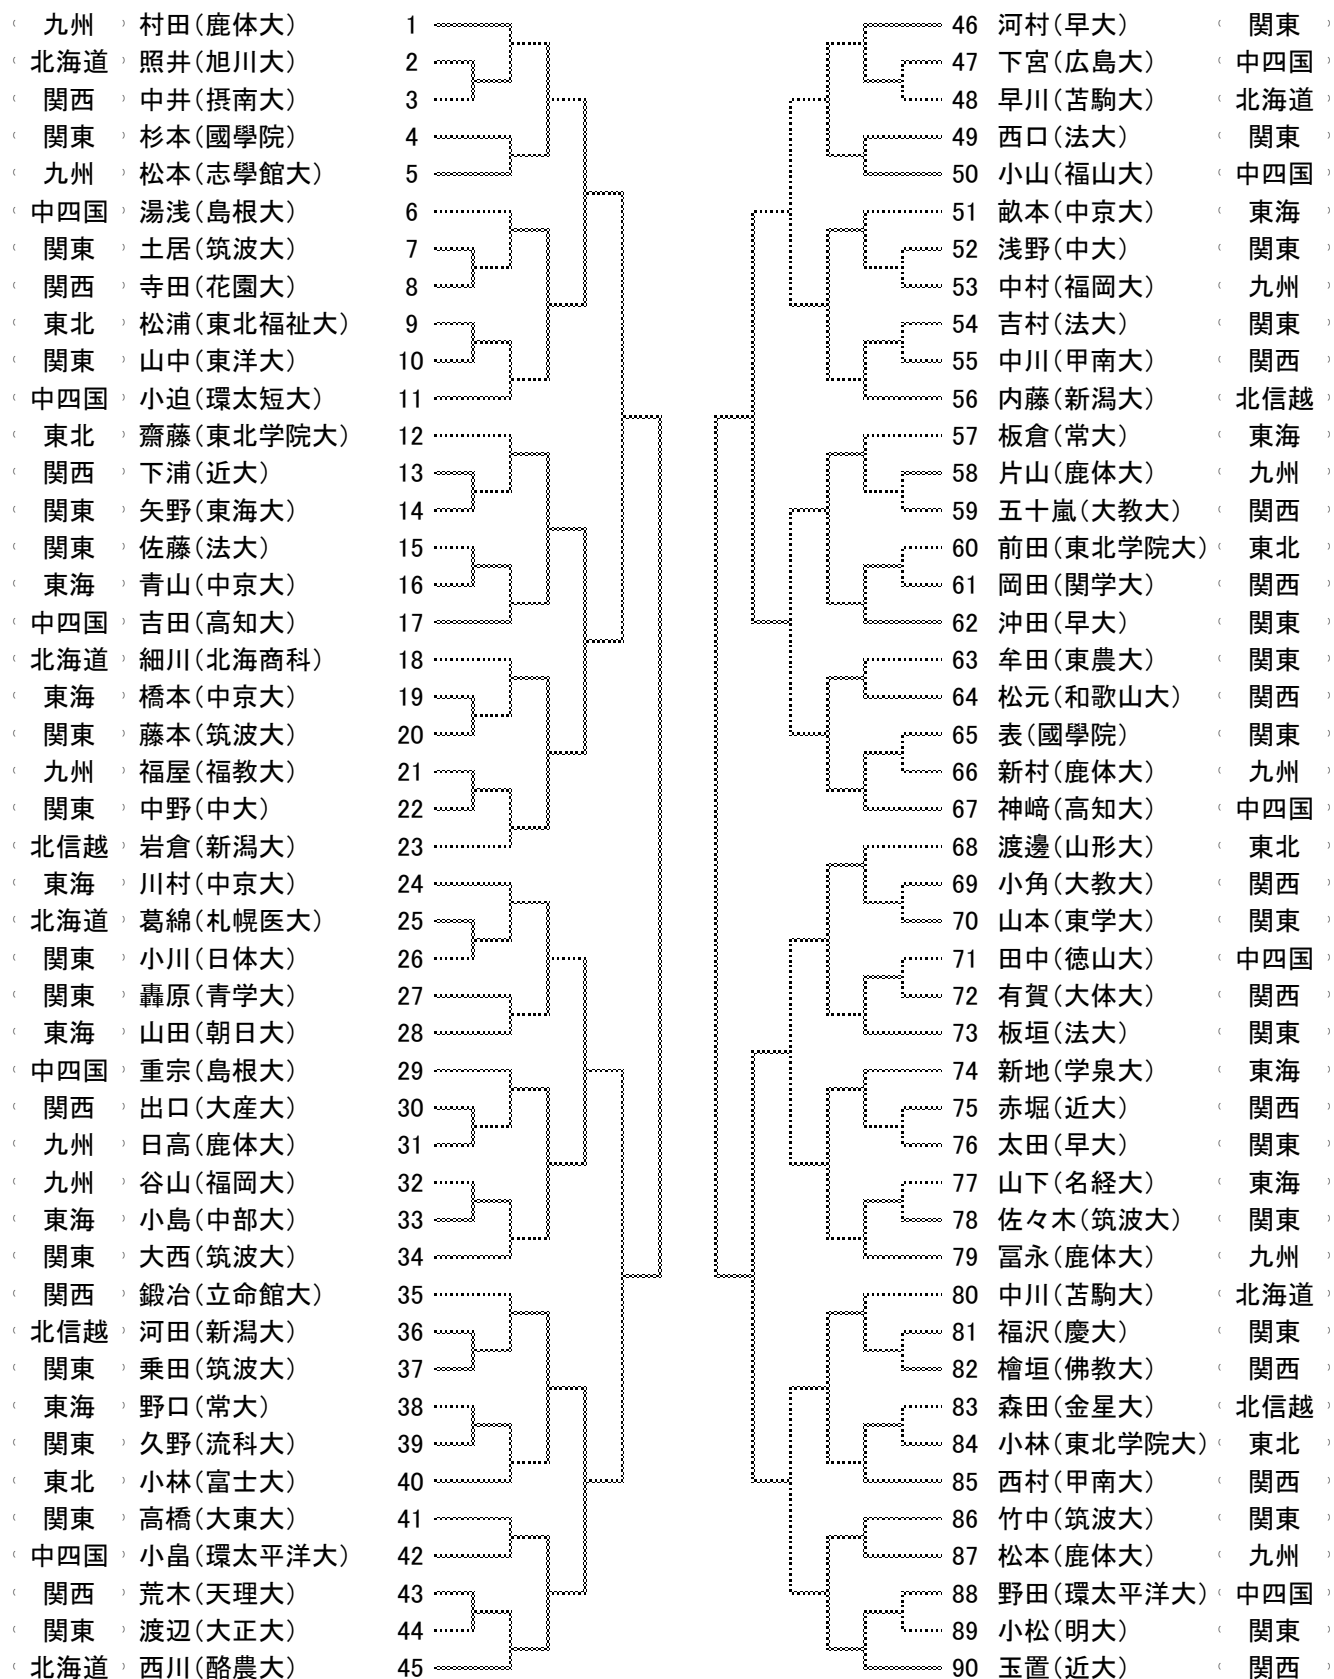 九州 村田(鹿体大) 1 46 河村(早大) 関東
北海道 照井(旭川大) 2 47 下宮(広島大) 中四国
関西 中井(摂南大) 3 48 早川(苫駒大) 北海道
関東 杉本(國學院) 4 49 西口(法大) 関東
九州 松本(志學館大) 5 50 小山(福山大) 中四国
中四国 湯浅(島根大) 6 51 畝本(中京大) 東海
関東 土居(筑波大) 7 52 浅野(中大) 関東
関西 寺田(花園大) 8 53 中村(福岡大) 九州
東北 松浦(東北福祉大) 9 54 吉村(法大) 関東
関東 山中(東洋大) 10 55 中川(甲南大) 関西
中四国 小迫(環太短大) 11 56 内藤(新潟大) 北信越
東北 齋藤(東北学院大) 12 57 板倉(常大) 東海
関西 下浦(近大) 13 58 片山(鹿体大) 九州
関東 矢野(東海大) 14 59 五十嵐(大教大) 関西
関東 佐藤(法大) 15 60 前田(東北学院大) 東北
東海 青山(中京大) 16 61 岡田(関学大) 関西
中四国 吉田(高知大) 17 62 沖田(早大) 関東
北海道 細川(北海商科) 18 63 牟田(東農大) 関東
東海 橋本(中京大) 19 64 松元(和歌山大) 関西
関東 藤本(筑波大) 20 65 表(國學院) 関東
九州 福屋(福教大) 21 66 新村(鹿体大) 九州
関東 中野(中大) 22 67 神﨑(高知大) 中四国
北信越 岩倉(新潟大) 23 68 渡邊(山形大) 東北
東海 川村(中京大) 24 69 小角(大教大) 関西
北海道 葛綿(札幌医大) 25 70 山本(東学大) 関東
関東 小川(日体大) 26 71 田中(徳山大) 中四国
関東 轟原(青学大) 27 72 有賀(大体大) 関西
東海 山田(朝日大) 28 73 板垣(法大) 関東
中四国 重宗(島根大) 29 74 新地(学泉大) 東海
関西 出口(大産大) 30 75 赤堀(近大) 関西
九州 日高(鹿体大) 31 76 太田(早大) 関東
九州 谷山(福岡大) 32 77 山下(名経大) 東海
東海 小島(中部大) 33 78 佐々木(筑波大) 関東
関東 大西(筑波大) 34 79 冨永(鹿体大) 九州
関西 鍛冶(立命館大) 35 80 中川(苫駒大) 北海道
北信越 河田(新潟大) 36 81 福沢(慶大) 関東
関東 乗田(筑波大) 37 82 檜垣(佛教大) 関西
東海 野口(常大) 38 83 森田(金星大) 北信越
関東 久野(流科大) 39 84 小林(東北学院大) 東北
東北 小林(富士大) 40 85 西村(甲南大) 関西
関東 高橋(大東大) 41 86 竹中(筑波大) 関東
中四国 小畠(環太平洋大) 42 87 松本(鹿体大) 九州
関西 荒木(天理大) 43 88 野田(環太平洋大) 中四国
関東 渡辺(大正大) 44 89 小松(明大) 関東
北海道 西川(酪農大) 45 90 玉置(近大) 関西